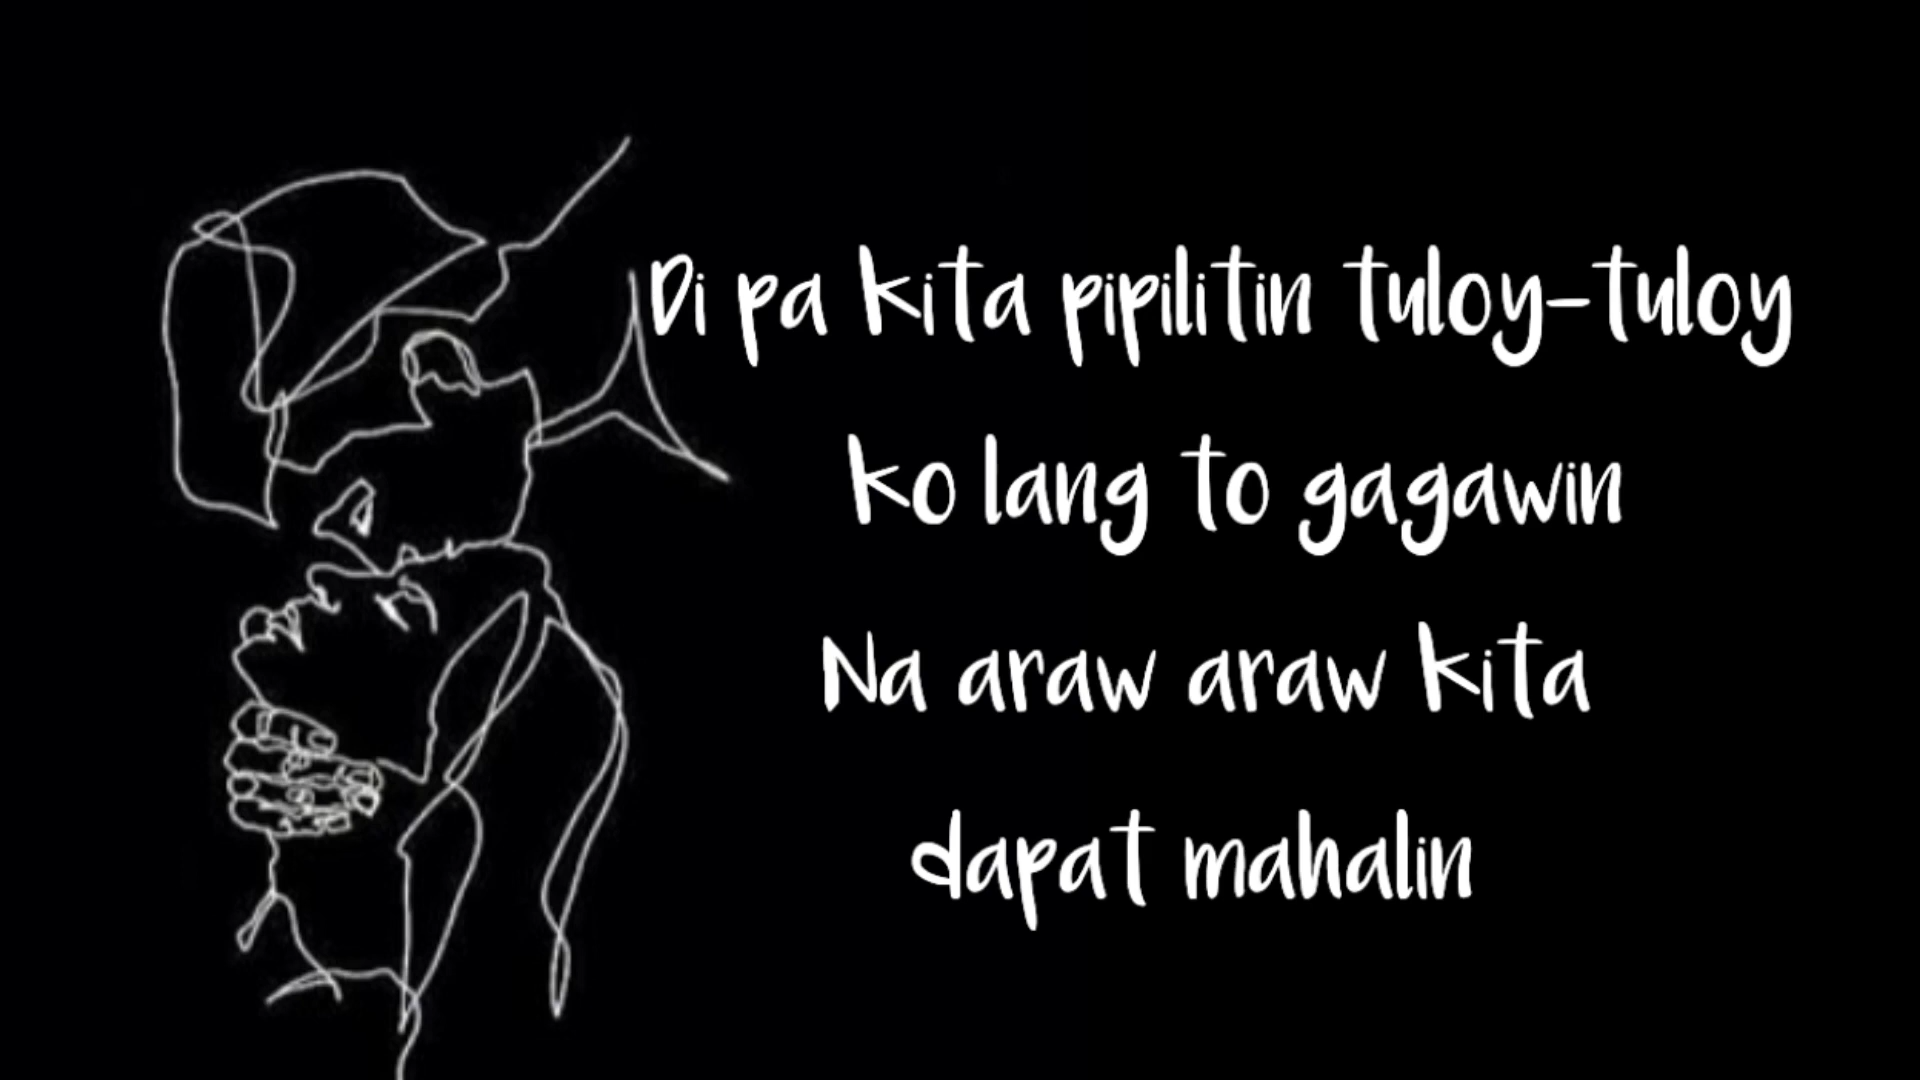 Di pa kita pipilitin tuloy-tuloy
ko lang to gagawin
Na araw araw kita
dapat mahalin